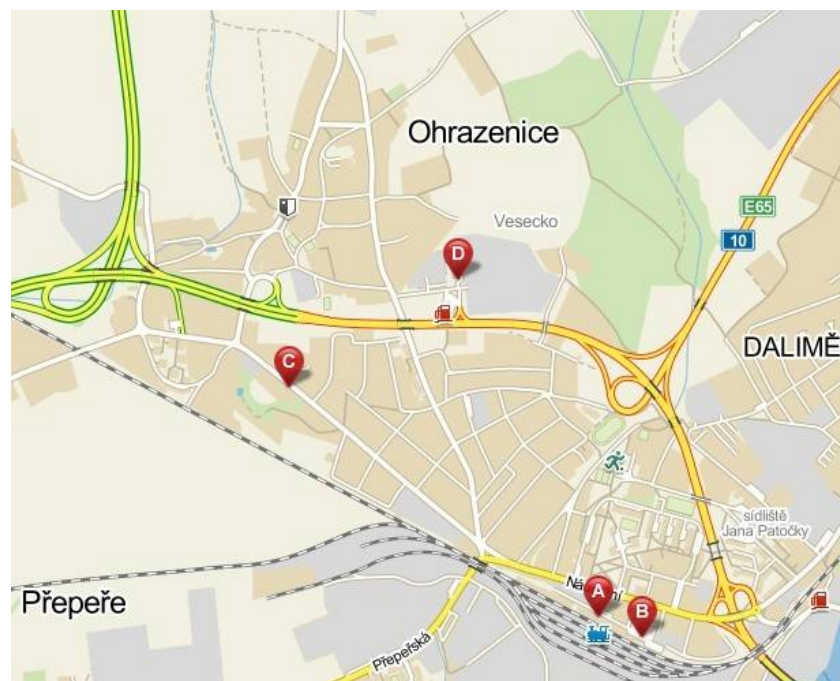 Ohrazenice
E65
Vesecko
10
D
DALIMĚ
C
sídliště
Jana Patočky
A
B
Přepeře
Přepeřská